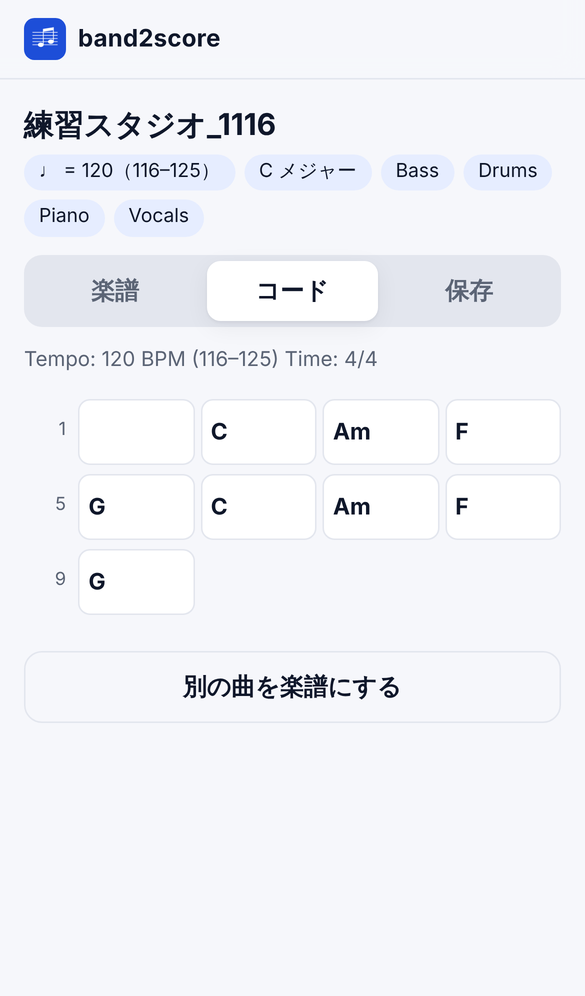 band2score
練習スタジオ_1116
♩ = 120（116–125） C メジャー Bass Drums
Piano Vocals
楽譜 コード 保存
Tempo: 120 BPM (116–125) Time: 4/4
1 C Am F
5 G C Am F
9 G
別の曲を楽譜にする